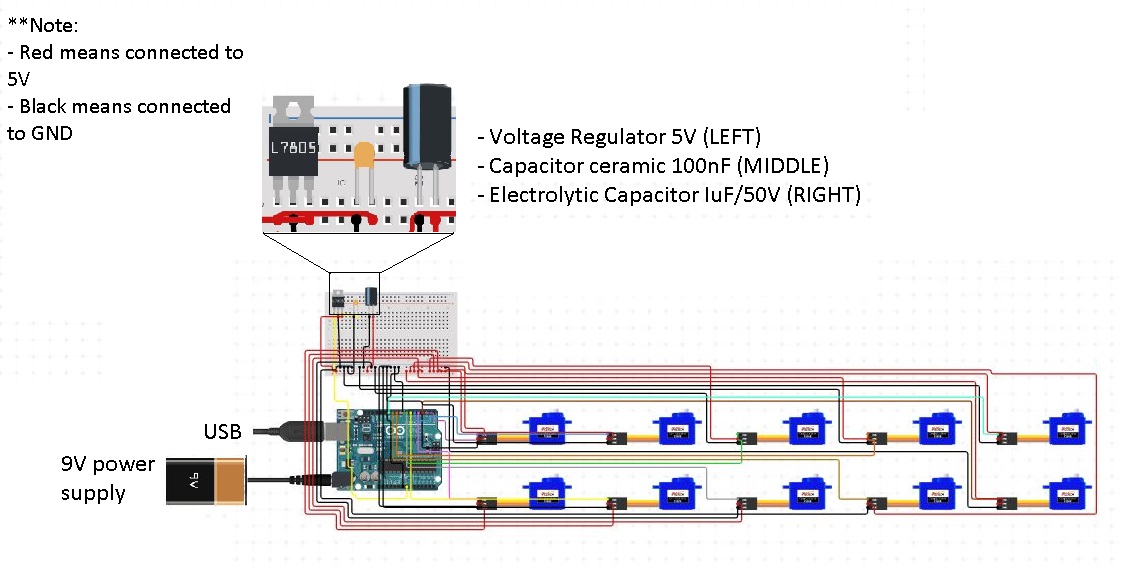 **Note:
- Red means connected to
5V
- Black means connected
to GND
L7805
- Voltage Regulator 5V (LEFT)
- Capacitor ceramic 100nF (MIDDLE)
- Electrolytic Capacitor IuF/50V (RIGHT)
USB
9V power
supply
9V